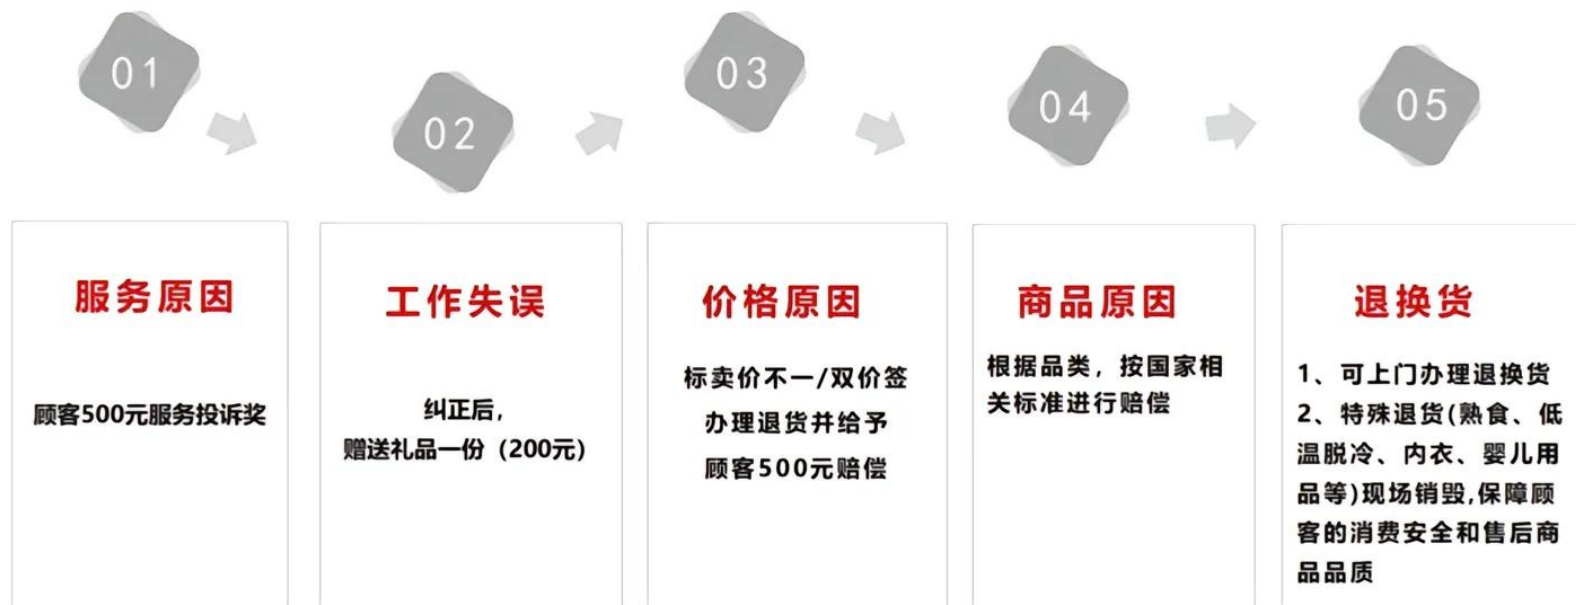 01
02
03
04
05
服务原因
顾客500元服务投诉奖
工作失误
纠正后，
赠送礼品一份（200元）
价格原因
标卖价不一/双价签
办理退货并给予
顾客500元赔偿
商品原因
根据品类，按国家相
关标准进行赔偿
退换货
1、可上门办理退换货
2、特殊退货(熟食、低
温脱冷、内衣、婴儿用
品等)现场销毁,保障顾
客的消费安全和售后商
品品质